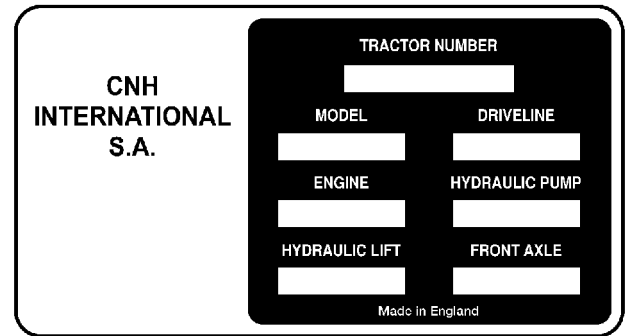 CNH
INTERNATIONAL
S.A.
TRACTOR NUMBER
MODEL DRIVELINE
ENGINE HYDRAULIC PUMP
HYDRAULIC LIFT FRONT AXLE
Made in England